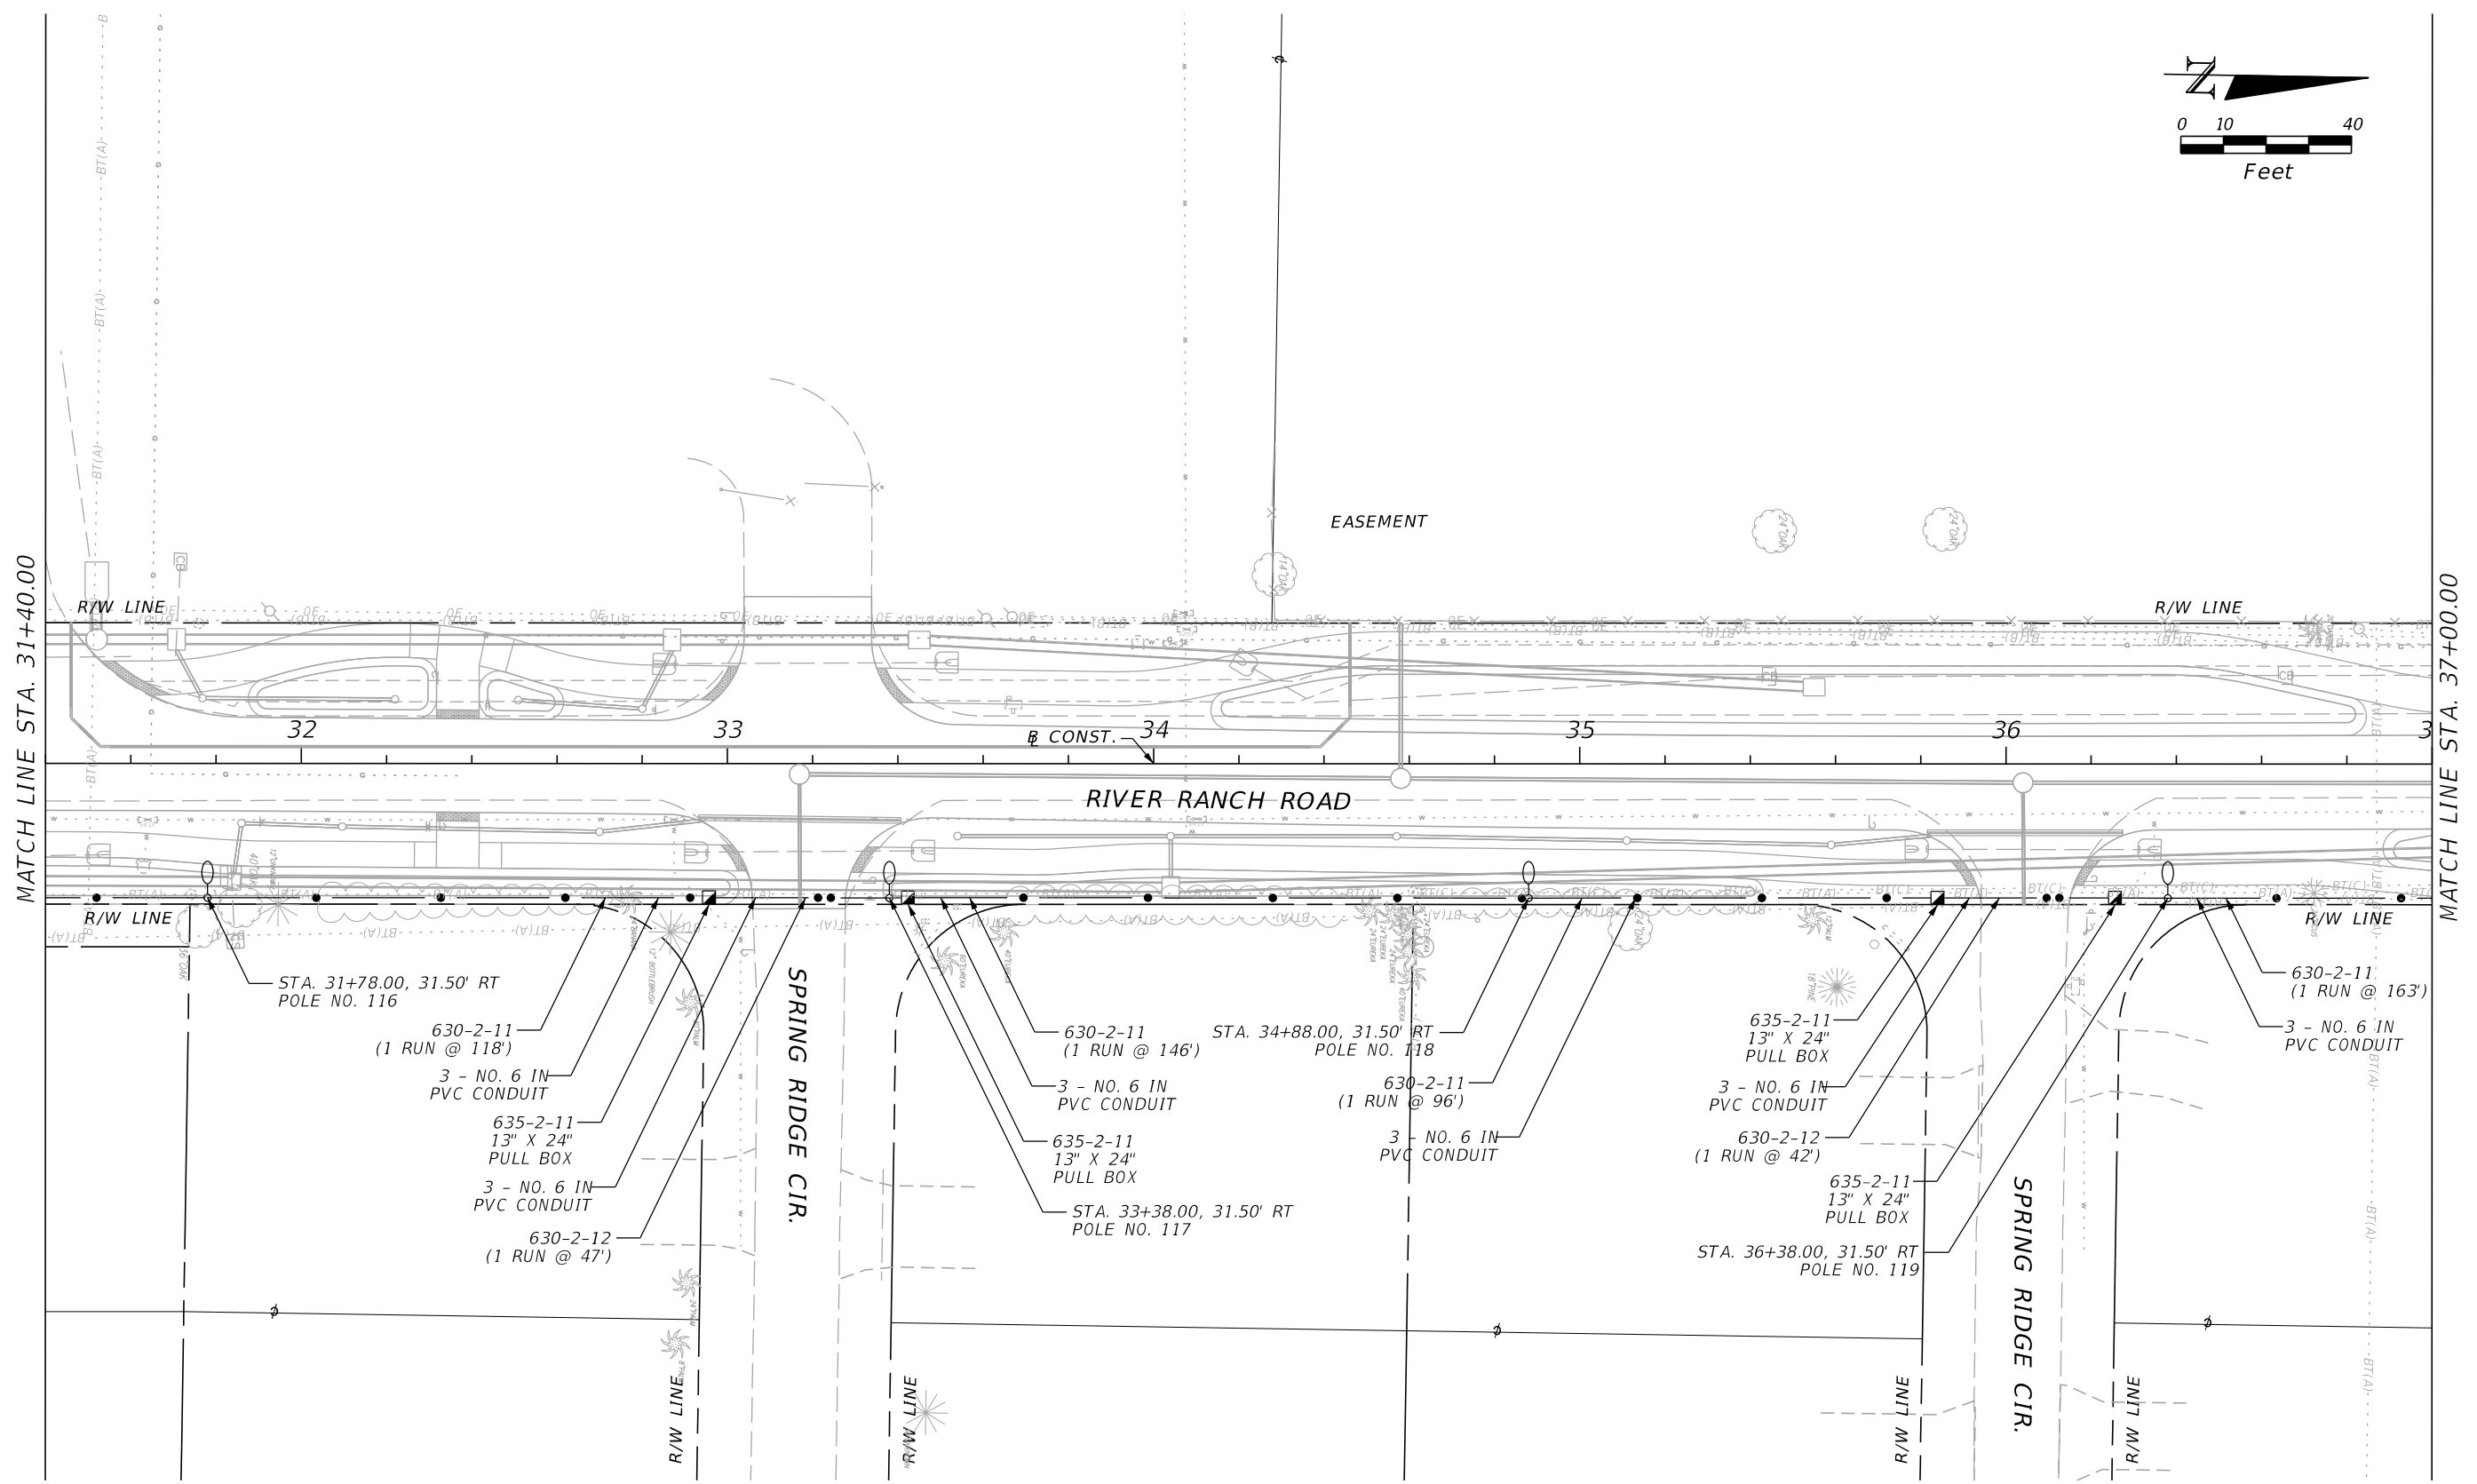 N
0 10 40
Feet
EASEMENT
24"OAK
24"OAK
14"OAK
MATCH LINE STA. 31+40.00
MATCH LINE STA. 37+00.00
R/W LINE
R/W LINE
32
33
34
35
36
3
B CONST.
RIVER RANCH ROAD
R/W LINE
R/W LINE
STA. 31+78.00, 31.50' RT
POLE NO. 116
630-2-11
(1 RUN @ 118')
3 - NO. 6 IN
PVC CONDUIT
635-2-11
13" X 24"
PULL BOX
3 - NO. 6 IN
PVC CONDUIT
630-2-12
(1 RUN @ 47')
SPRING RIDGE CIR.
630-2-11
(1 RUN @ 146')
3 - NO. 6 IN
PVC CONDUIT
635-2-11
13" X 24"
PULL BOX
STA. 33+38.00, 31.50' RT
POLE NO. 117
STA. 34+88.00, 31.50' RT
POLE NO. 118
630-2-11
(1 RUN @ 96')
3 - NO. 6 IN
PVC CONDUIT
635-2-11
13" X 24"
PULL BOX
3 - NO. 6 IN
PVC CONDUIT
630-2-12
(1 RUN @ 42')
635-2-11
13" X 24"
PULL BOX
STA. 36+38.00, 31.50' RT
POLE NO. 119
SPRING RIDGE CIR.
630-2-11
(1 RUN @ 163')
3 - NO. 6 IN
PVC CONDUIT
R/W LINE
R/W LINE
R/W LINE
R/W LINE